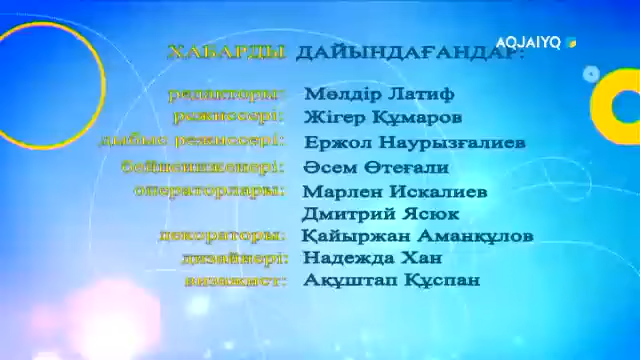 AQJAIYQ
ХАБАРДЫ ДАЙЫНДАҒАНДАР:
редакторы: Мөлдір Латиф
режиссері: Жігер Құмаров
дыбыс режиссері: Ержол Наурызғалиев
бейнеинженері: Әсем Өтеғали
операторлары: Марлен Искалиев
Дмитрий Ясюк
декораторы: Қайыржан Аманқұлов
дизайнері: Надежда Хан
визажист: Ақұштап Құспан